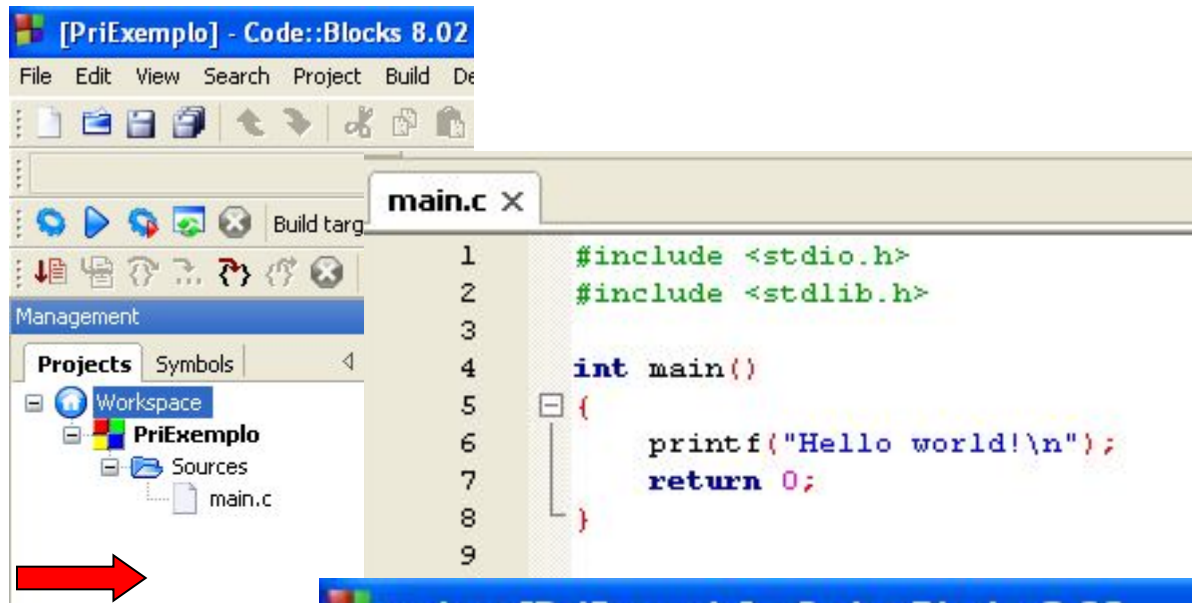 [PriExemplo] - Code::Blocks 8.02
File Edit View Search Project Build De
Build targ
Management
Projects Symbols
Workspace
PriExemplo
Sources
main.c
main.c
1 #include <stdio.h>
2 #include <stdlib.h>
3
4 int main()
5 {
6 printf("Hello world!\n");
7 return 0;
8 }
9